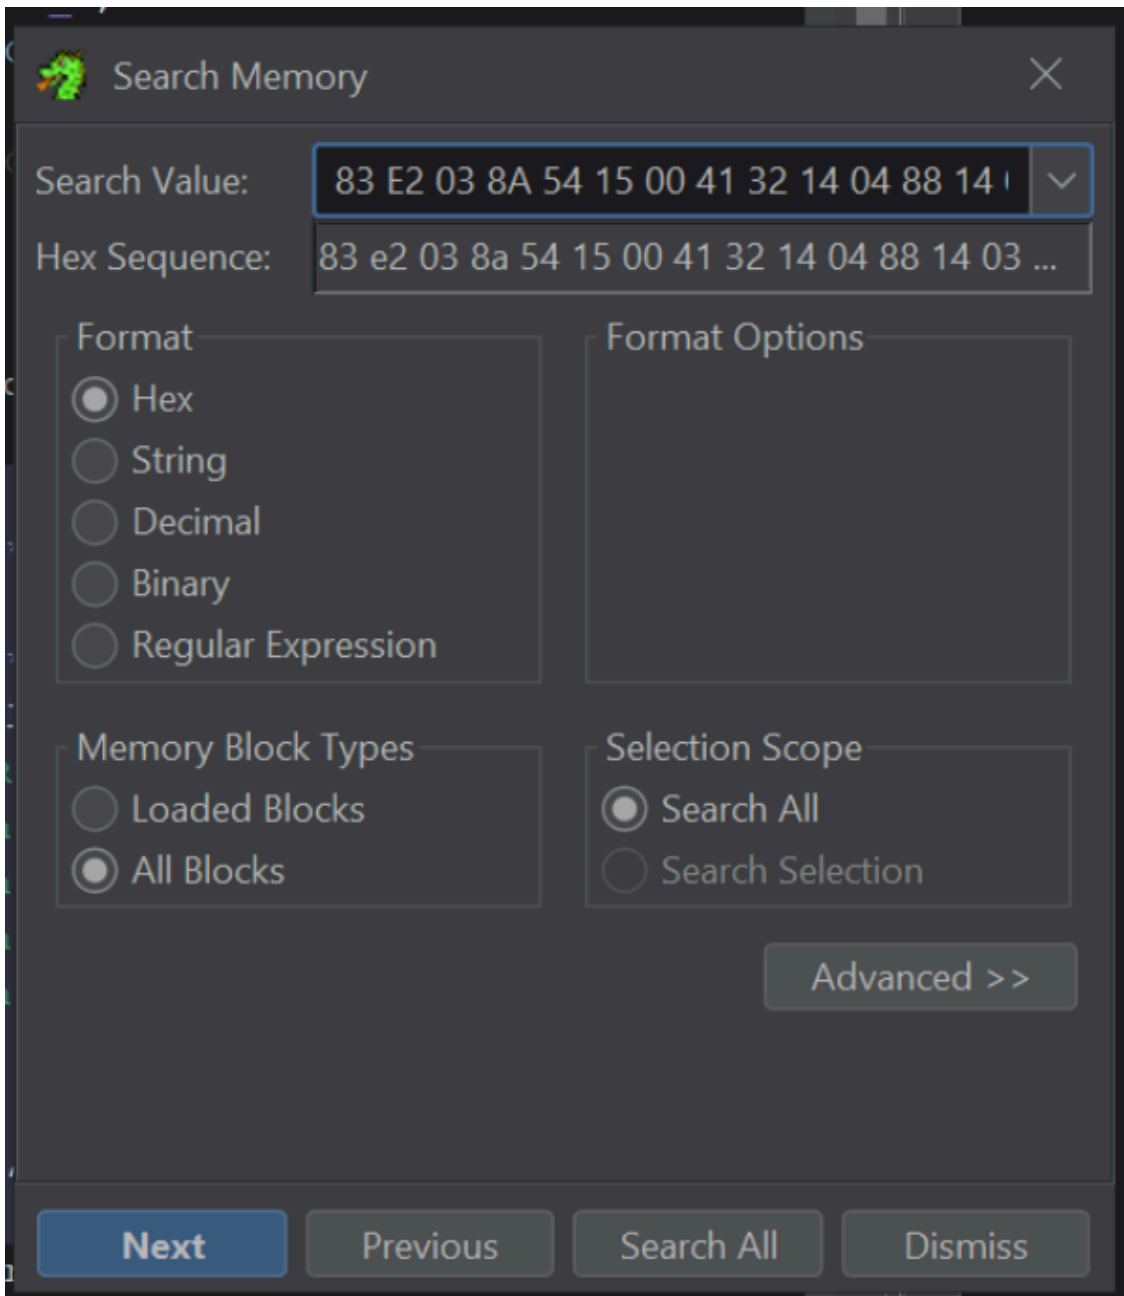 Search Memory
Search Value: 83 E2 03 8A 54 15 00 41 32 14 04 88 14
Hex Sequence: 83 e2 03 8a 54 15 00 41 32 14 04 88 14 03 ...
Format
Hex
String
Decimal
Binary
Regular Expression
Format Options
Memory Block Types
Loaded Blocks
All Blocks
Selection Scope
Search All
Search Selection
Advanced >>
Next Previous Search All Dismiss